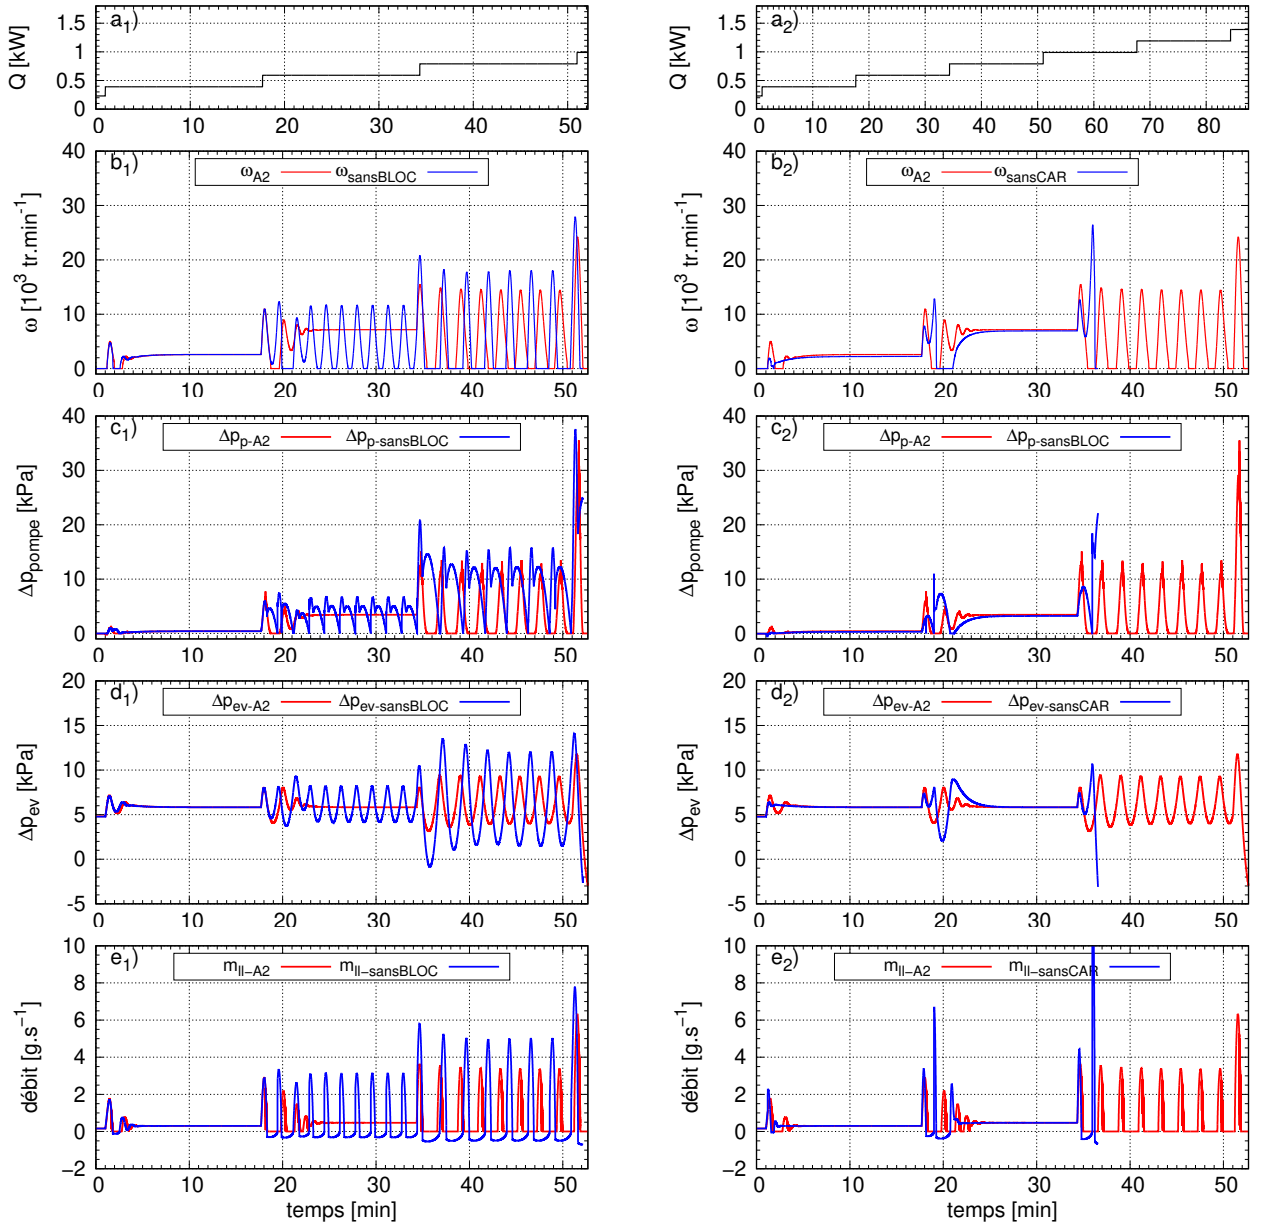 a1) a2)
Q [kW] Q [kW]
1.5 1.5
1 1
0.5 0.5
0 0
0 10 20 30 40 50 0 10 20 30 40 50 60 70 80
b1) b2)
ωA2 ωsansBLOC ωA2 ωsansCAR
ω [10³ tr.min⁻¹] ω [10³ tr.min⁻¹]
40 40
30 30
20 20
10 10
0 0
0 10 20 30 40 50 0 10 20 30 40 50
c1) c2)
Δpp-A2 Δpp-sansBLOC Δpp-A2 Δpp-sansBLOC
Δppompe [kPa] Δppompe [kPa]
40 40
30 30
20 20
10 10
0 0
0 10 20 30 40 50 0 10 20 30 40 50
d1) d2)
Δpev-A2 Δpev-sansBLOC Δpev-A2 Δpev-sansCAR
Δpev [kPa] Δpev [kPa]
20 20
15 15
10 10
5 5
0 0
-5 -5
0 10 20 30 40 50 0 10 20 30 40 50
e1) e2)
mll−A2 mll−sansBLOC mll−A2 mll−sansCAR
débit [g.s⁻¹] débit [g.s⁻¹]
10 10
8 8
6 6
4 4
2 2
0 0
−2 −2
0 10 20 30 40 50 0 10 20 30 40 50
temps [min] temps [min]